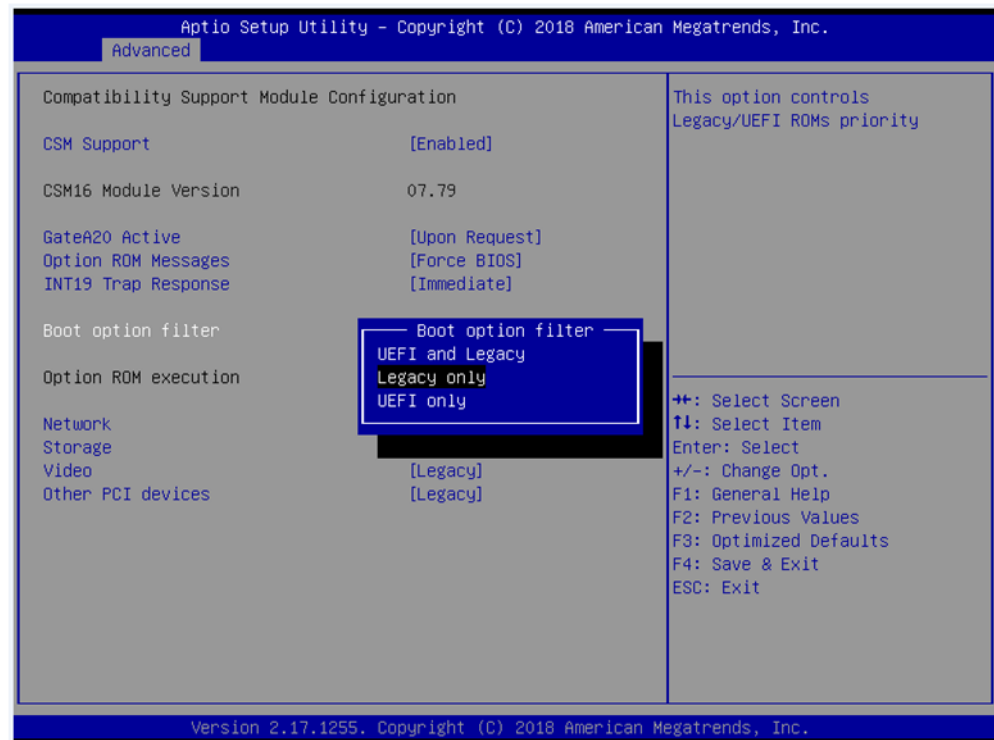 Aptio Setup Utility – Copyright (C) 2018 American Megatrends, Inc.
Advanced
Compatibility Support Module Configuration
CSM Support [Enabled]
CSM16 Module Version 07.79
GateA20 Active [Upon Request]
Option ROM Messages [Force BIOS]
INT19 Trap Response [Immediate]
Boot option filter
Option ROM execution
Network
Storage
Video [Legacy]
Other PCI devices [Legacy]
Boot option filter
UEFI and Legacy
Legacy only
UEFI only
This option controls
Legacy/UEFI ROMs priority
→←: Select Screen
↑↓: Select Item
Enter: Select
+/-: Change Opt.
F1: General Help
F2: Previous Values
F3: Optimized Defaults
F4: Save & Exit
ESC: Exit
Version 2.17.1255. Copyright (C) 2018 American Megatrends, Inc.